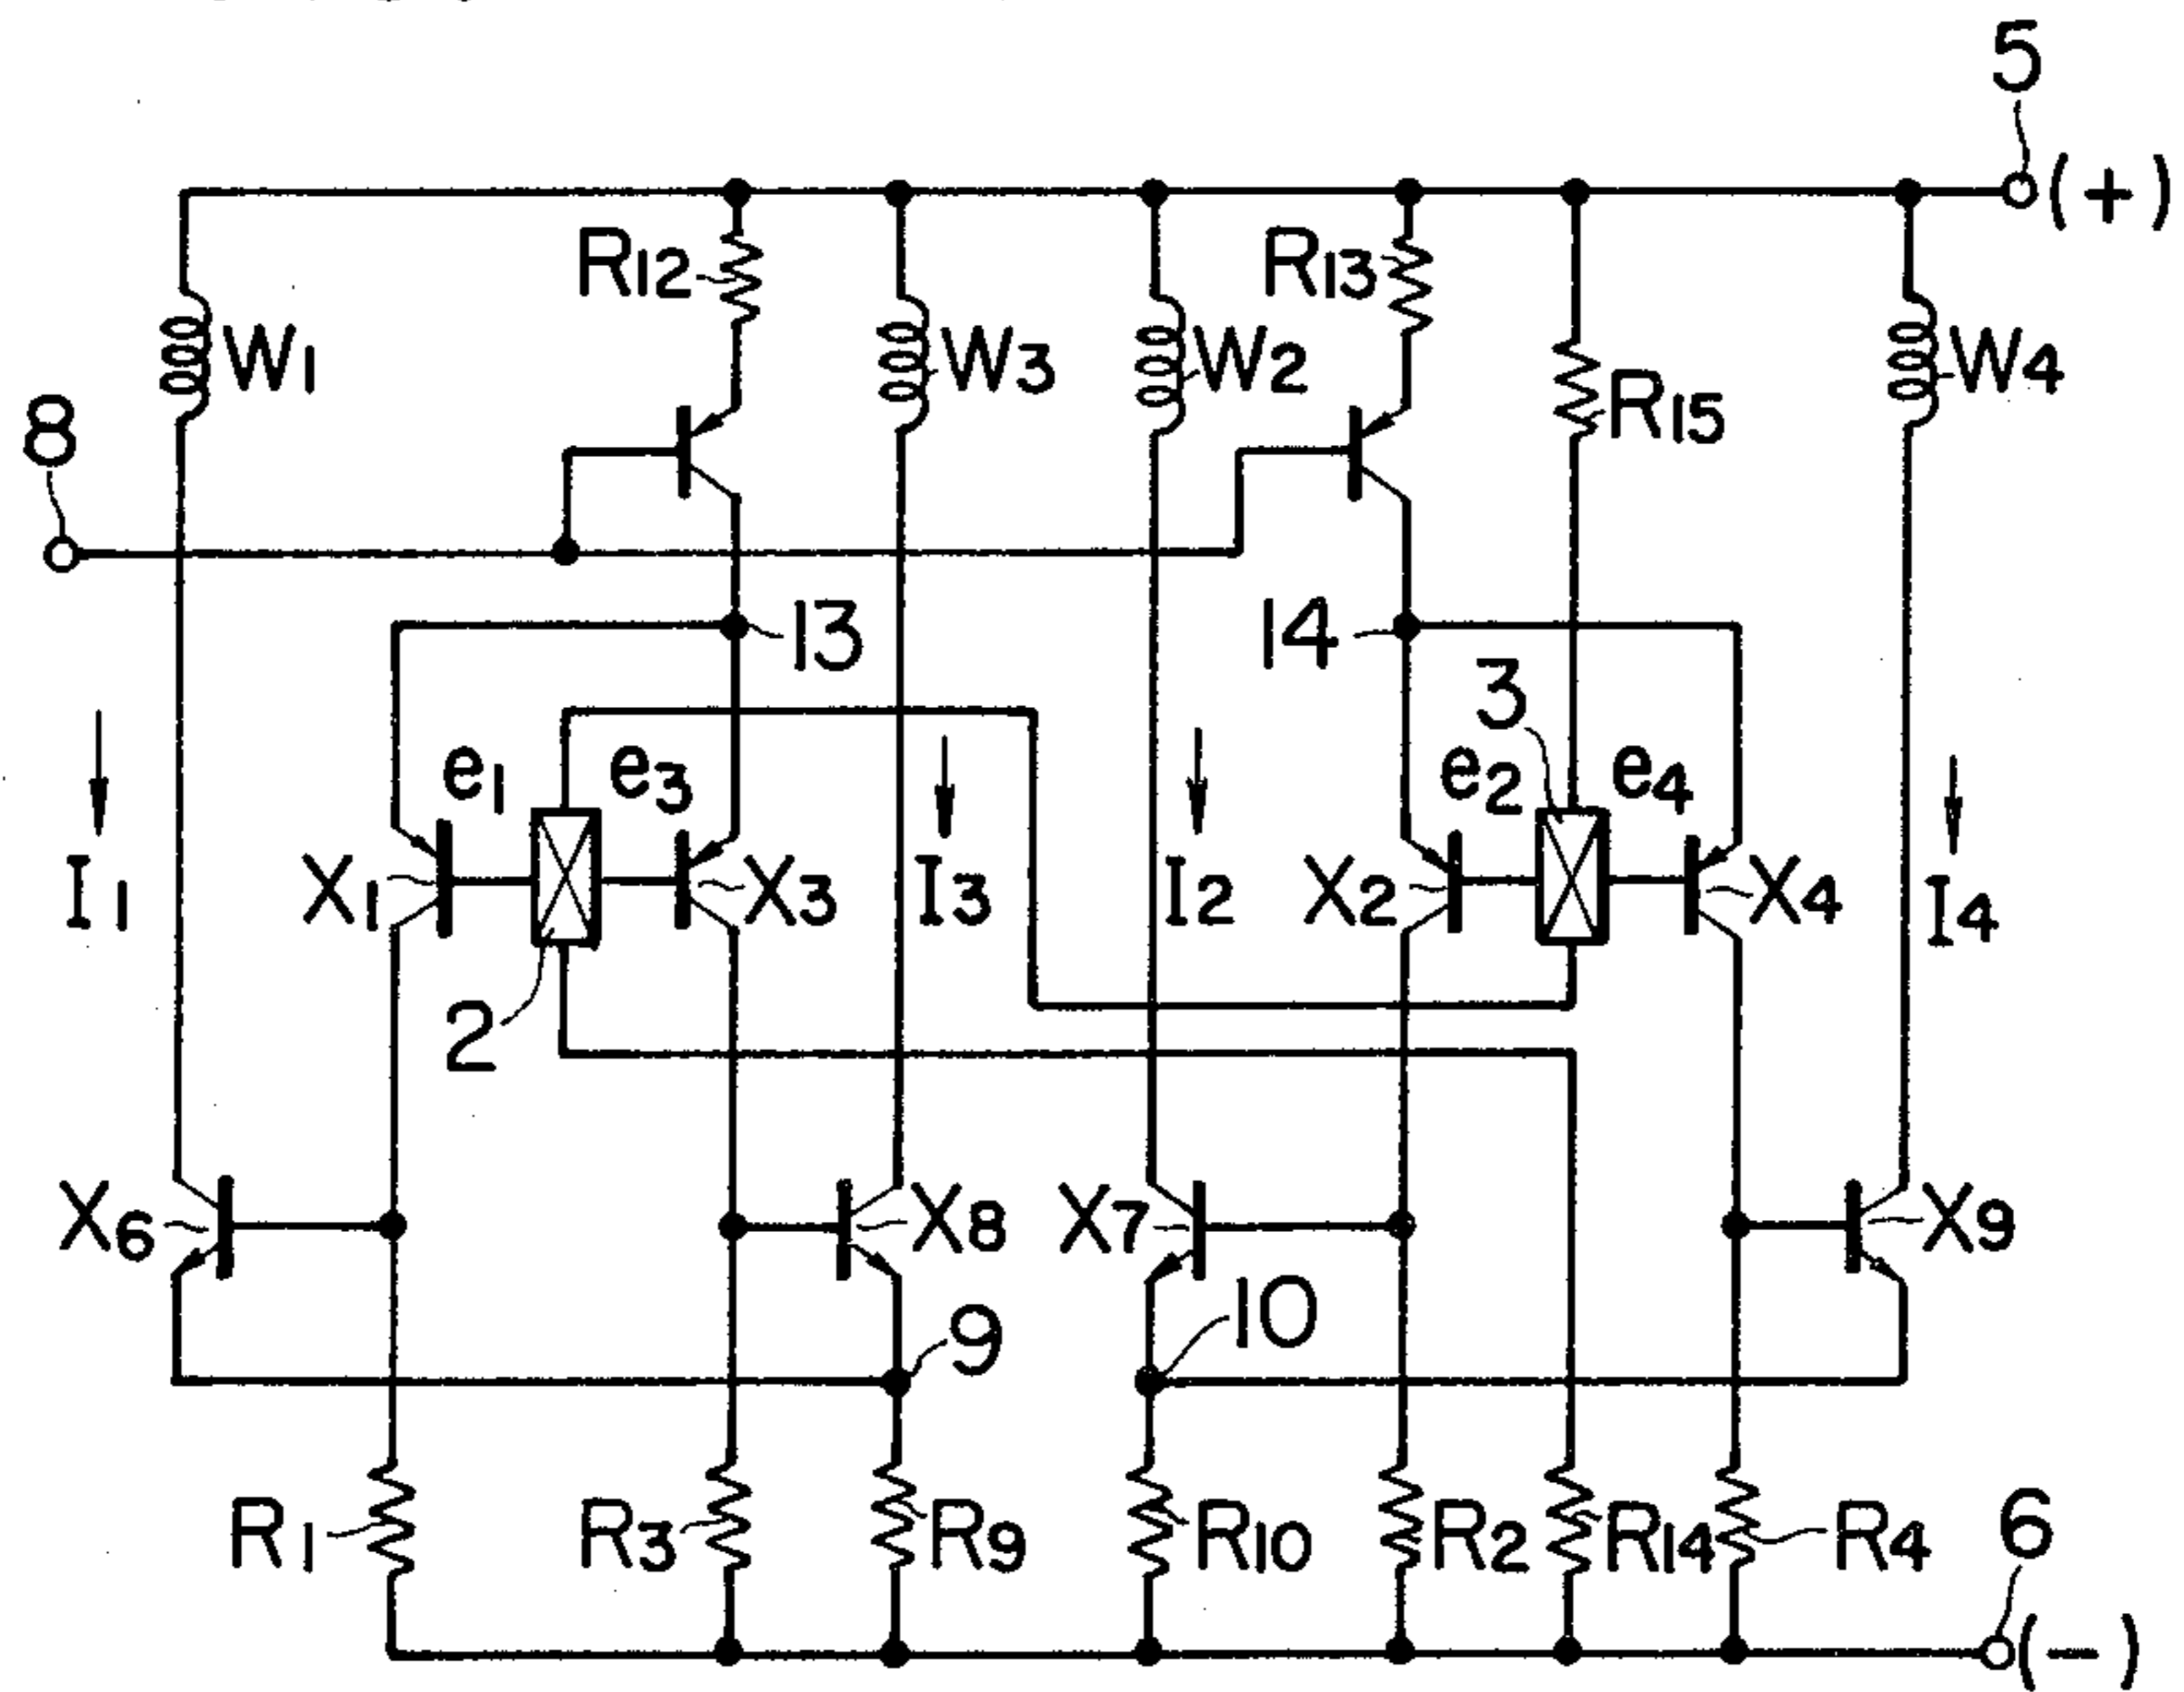 5
(+)
R12
R13
W1
W3
W2
W4
R15
8
13
14
3
e1
e3
e2
e4
I1
X1
X3
I3
I2
X2
X4
I4
2
X6
X8
X7
X9
9
10
R1
R3
R9
R10
R2
R14
R4
6
(-)